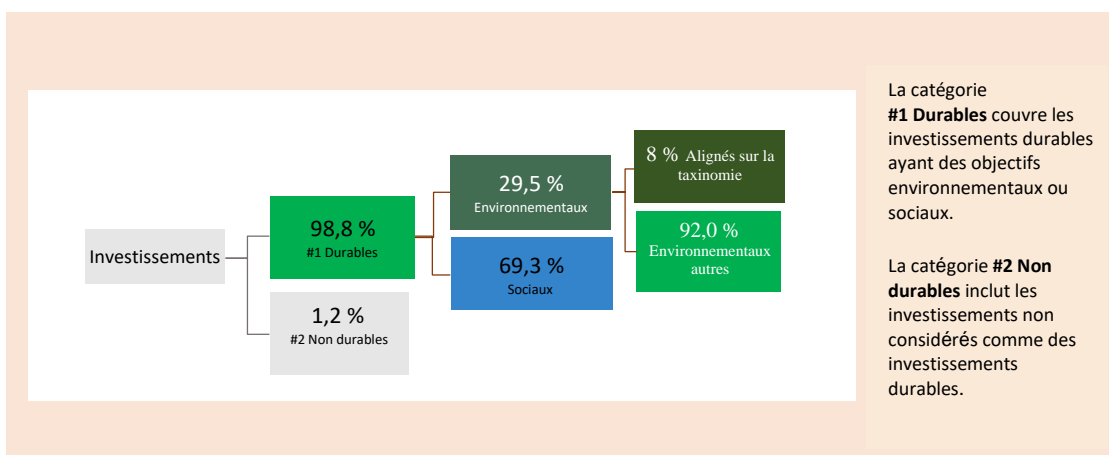 Investissements
98,8 %
#1 Durables
1,2 %
#2 Non durables
29,5 %
Environnementaux
69,3 %
Sociaux
8 % Alignés sur la
taxinomie
92,0 %
Environnementaux
autres
La catégorie
#1 Durables couvre les
investissements durables
ayant des objectifs
environnementaux ou
sociaux.
La catégorie #2 Non
durables inclut les
investissements non
considérés comme des
investissements
durables.